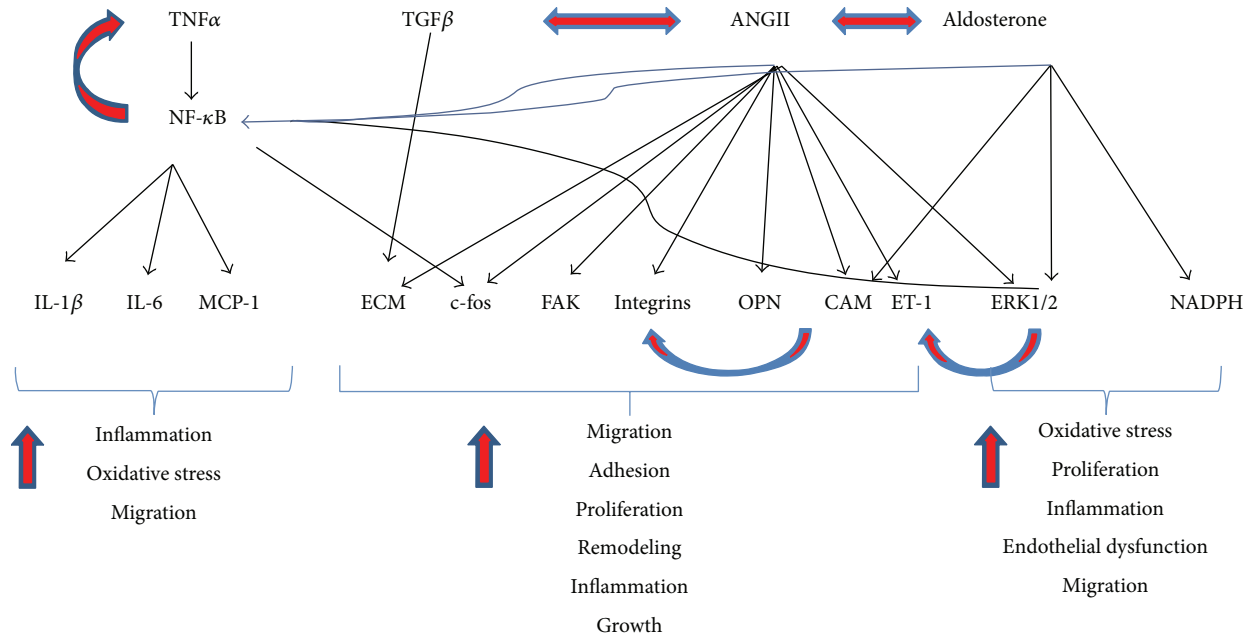 TNFα TGFβ ANGII Aldosterone
NF-κB
IL-1β IL-6 MCP-1 ECM c-fos FAK Integrins OPN CAM ET-1 ERK1/2 NADPH
Inflammation
Oxidative stress
Migration
Migration
Adhesion
Proliferation
Remodeling
Inflammation
Growth
Oxidative stress
Proliferation
Inflammation
Endothelial dysfunction
Migration